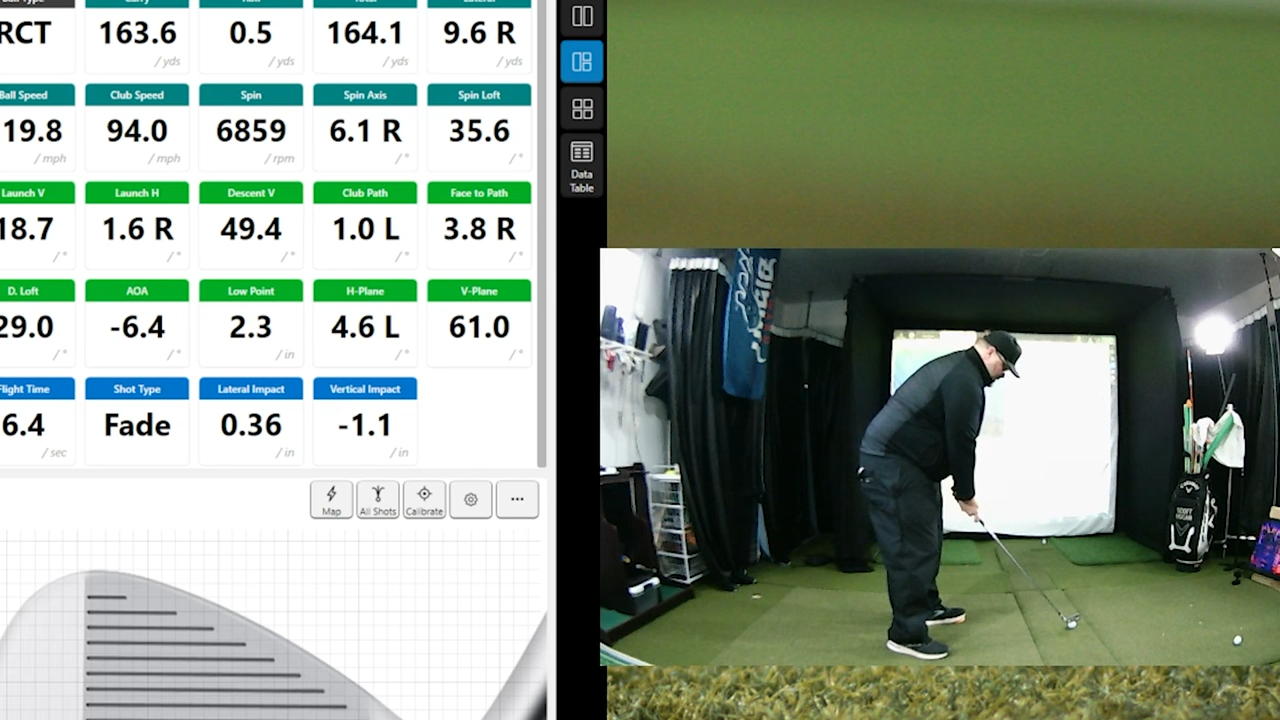 RCT 163.6 0.5 164.1 9.6 R
/ yds / yds / yds / yds
Ball Speed Club Speed Spin Spin Axis Spin Loft
19.8 94.0 6859 6.1 R 35.6
/ mph / mph / rpm / ° / °
Launch V Launch H Descent V Club Path Face to Path
18.7 1.6 R 49.4 1.0 L 3.8 R
/ ° / ° / ° / ° / °
D. Loft AOA Low Point H-Plane V-Plane
29.0 -6.4 2.3 4.6 L 61.0
/ ° / ° / in / ° / °
Flight Time Shot Type Lateral Impact Vertical Impact
6.4 Fade 0.36 -1.1
/ sec / in / in
Map All Shots Calibrate
Data
Table